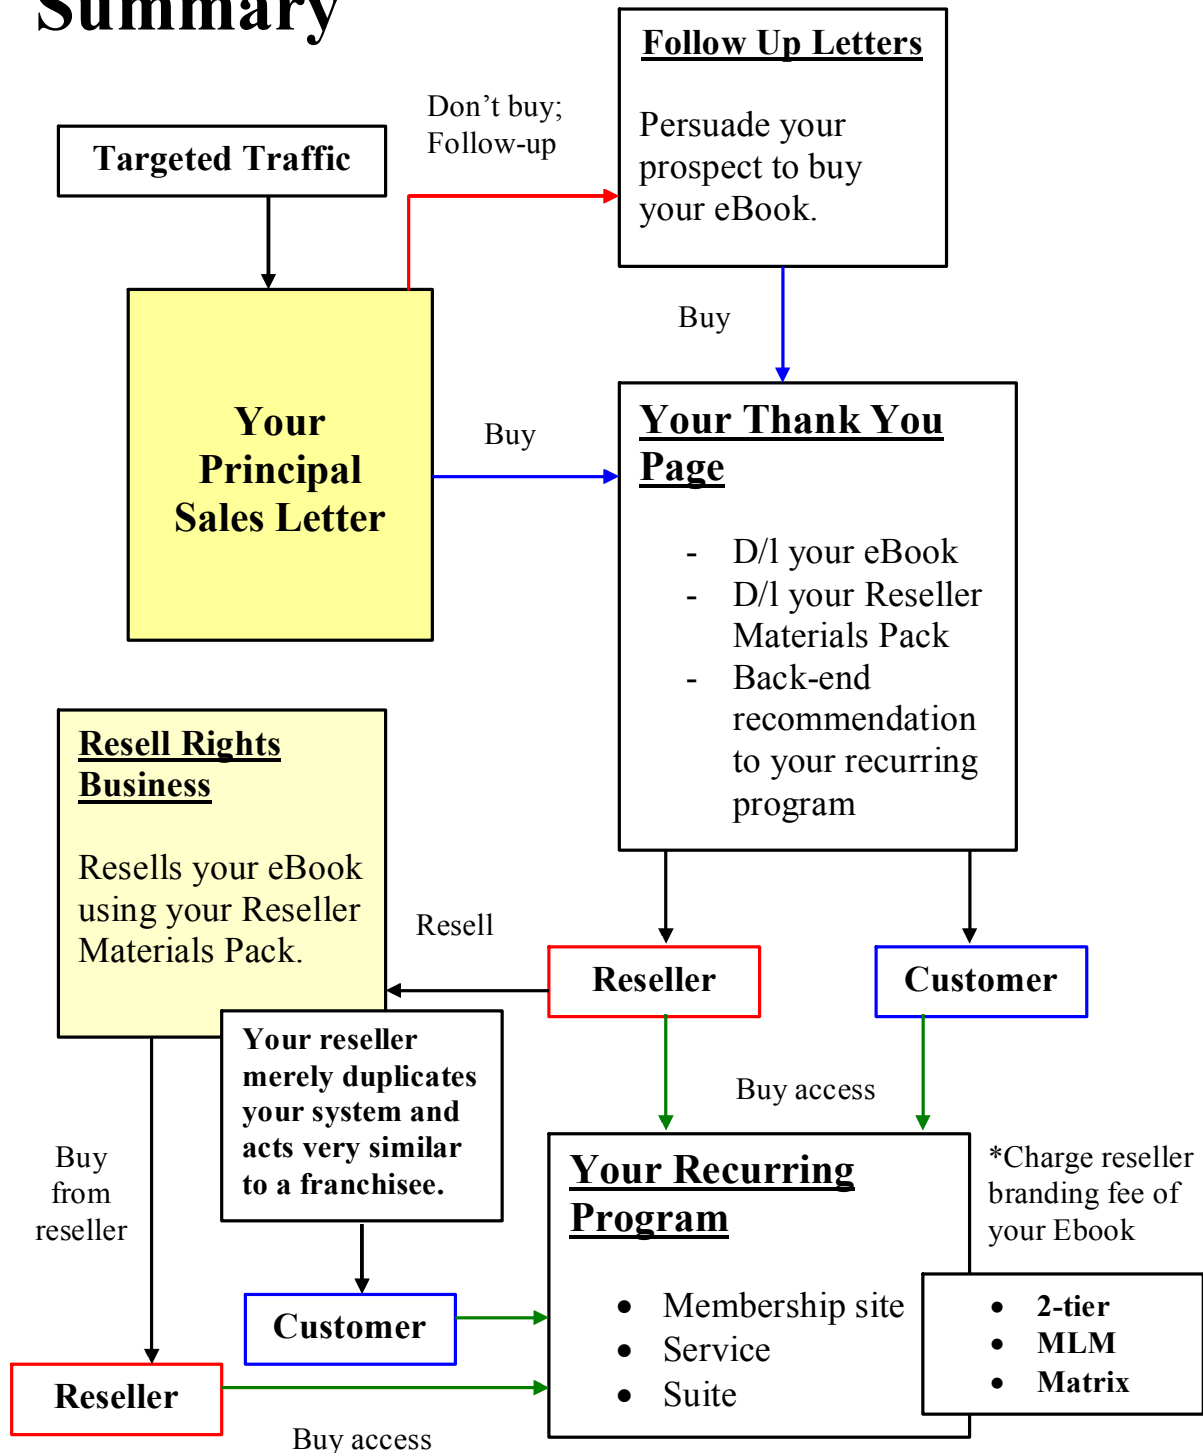 Summary
Follow Up Letters
Persuade your
prospect to buy
your eBook.
Don’t buy;
Follow-up
Targeted Traffic
Buy
Your
Principal
Sales Letter
Buy
Your Thank You
Page
- D/l your eBook
- D/l your Reseller
Materials Pack
- Back-end
recommendation
to your recurring
program
Resell Rights
Business
Resells your eBook
using your Reseller
Materials Pack.
Resell
Reseller
Customer
Your reseller
merely duplicates
your system and
acts very similar
to a franchisee.
Buy access
Buy
from
reseller
Your Recurring
Program
• Membership site
• Service
• Suite
*Charge reseller
branding fee of
your Ebook
• 2-tier
• MLM
• Matrix
Customer
Reseller
Buy access